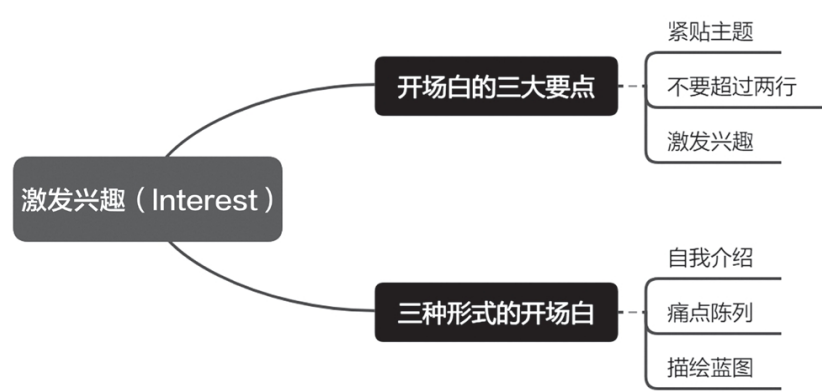 激发兴趣（Interest）
开场白的三大要点
紧贴主题
不要超过两行
激发兴趣
三种形式的开场白
自我介绍
痛点陈列
描绘蓝图